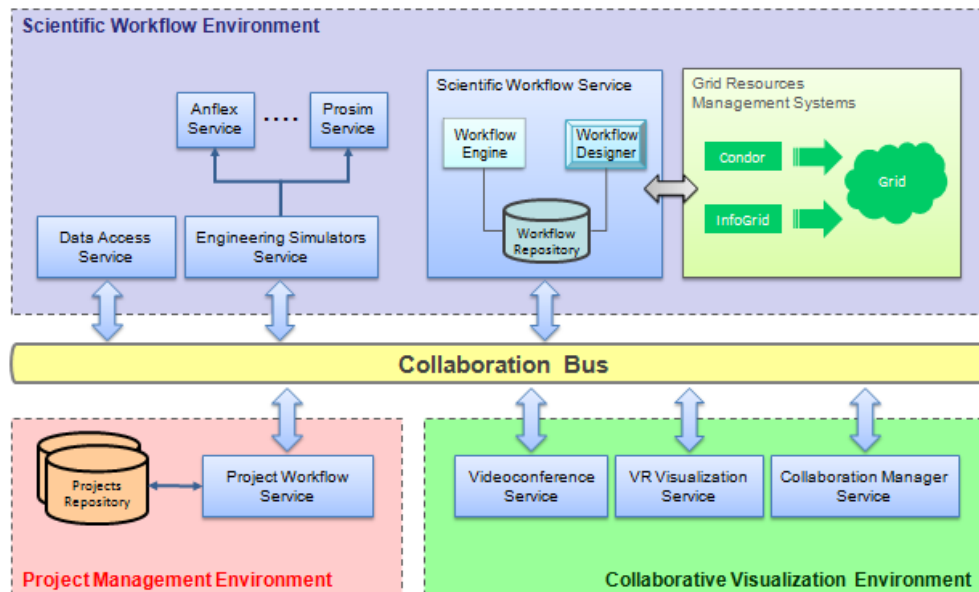 Scientific Workflow Environment
Anflex
Service
....
Prosim
Service
Data Access
Service
Engineering Simulators
Service
Scientific Workflow Service
Workflow
Engine
Workflow
Designer
Workflow
Repository
Grid Resources
Management Systems
Condor
InfoGrid
Grid
Collaboration Bus
Projects
Repository
Project Workflow
Service
Project Management Environment
Videoconference
Service
VR Visualization
Service
Collaboration Manager
Service
Collaborative Visualization Environment